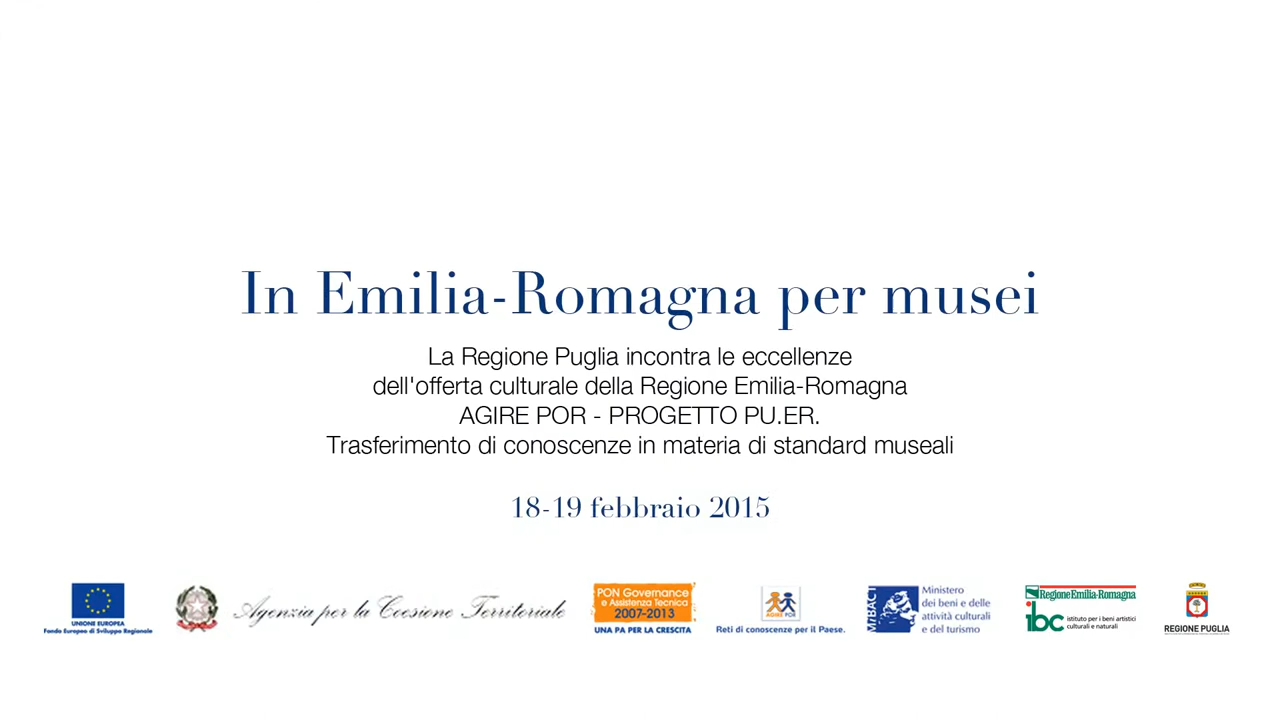 In Emilia-Romagna per musei
La Regione Puglia incontra le eccellenze
dell'offerta culturale della Regione Emilia-Romagna
AGIRE POR - PROGETTO PU.ER.
Trasferimento di conoscenze in materia di standard museali
18-19 febbraio 2015
UNIONE EUROPEA
Fondo Europeo di Sviluppo Regionale
Agenzia per la Coesione Territoriale
PON Governance
e Assistenza Tecnica
2007-2013
UNA PA PER LA CRESCITA
AGIRE POR
Reti di conoscenze per il Paese.
MiBACT
Ministero
dei beni e delle
attività culturali
e del turismo
RegioneEmilia-Romagna
ibc
istituto per i beni artistici
culturali e naturali
REGIONE PUGLIA